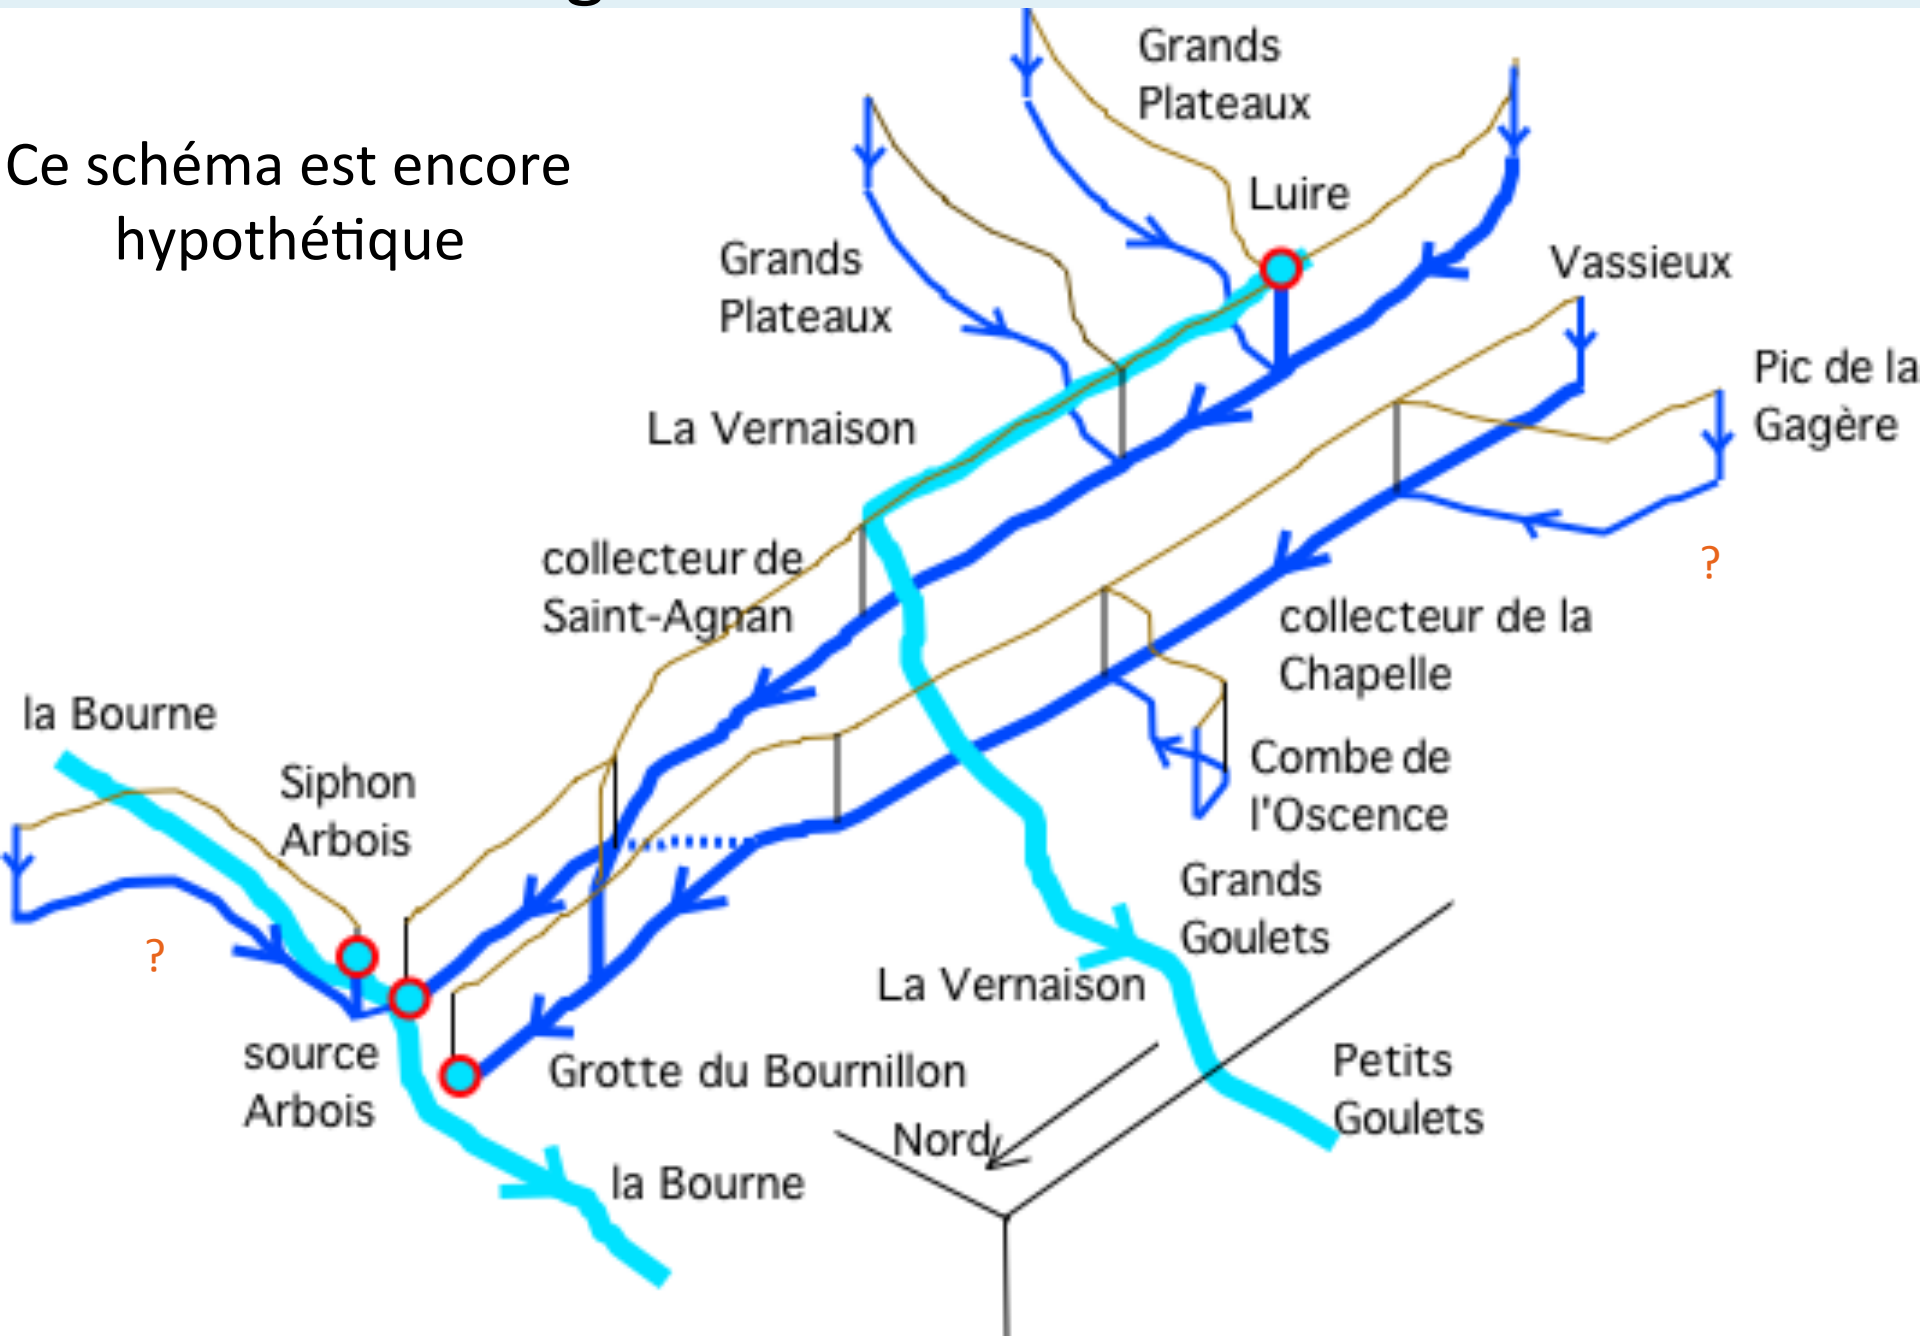 Ce schéma est encore
hypothétique
Grands
Plateaux
Luire
Grands
Plateaux
Vassieux
Pic de la
Gagère
La Vernaison
?
collecteur de
Saint-Agnan
collecteur de la
Chapelle
la Bourne
Siphon
Arbois
Combe de
l'Oscence
Grands
Goulets
?
La Vernaison
source
Arbois
Grotte du Bournillon
Petits
Goulets
Nord
la Bourne